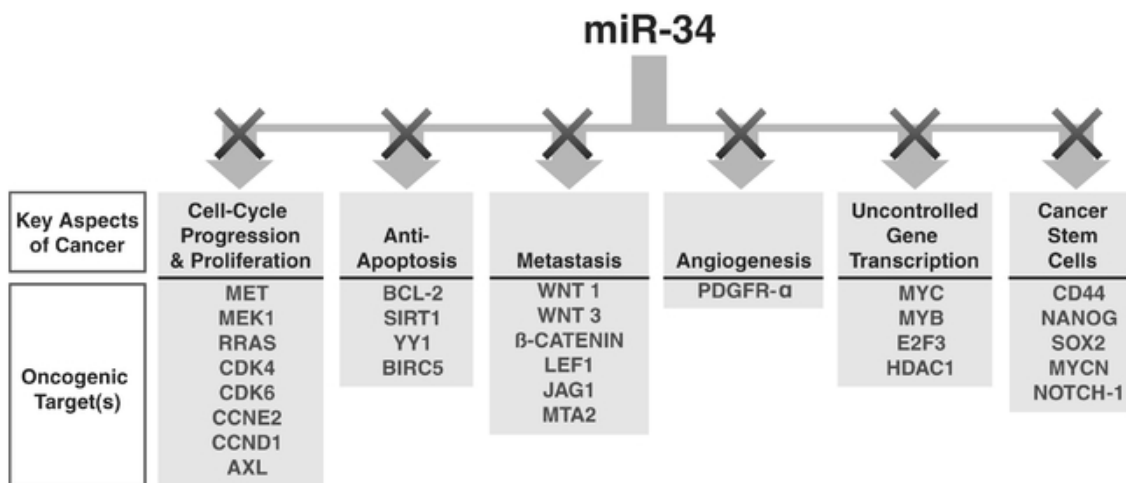 miR-34
Key Aspects
of Cancer
Cell-Cycle
Progression
& Proliferation
Anti-
Apoptosis
Metastasis
Angiogenesis
Uncontrolled
Gene
Transcription
Cancer
Stem
Cells
Oncogenic
Target(s)
MET
MEK1
RRAS
CDK4
CDK6
CCNE2
CCND1
AXL
BCL-2
SIRT1
YY1
BIRC5
WNT 1
WNT 3
ß-CATENIN
LEF1
JAG1
MTA2
PDGFR-α
MYC
MYB
E2F3
HDAC1
CD44
NANOG
SOX2
MYCN
NOTCH-1